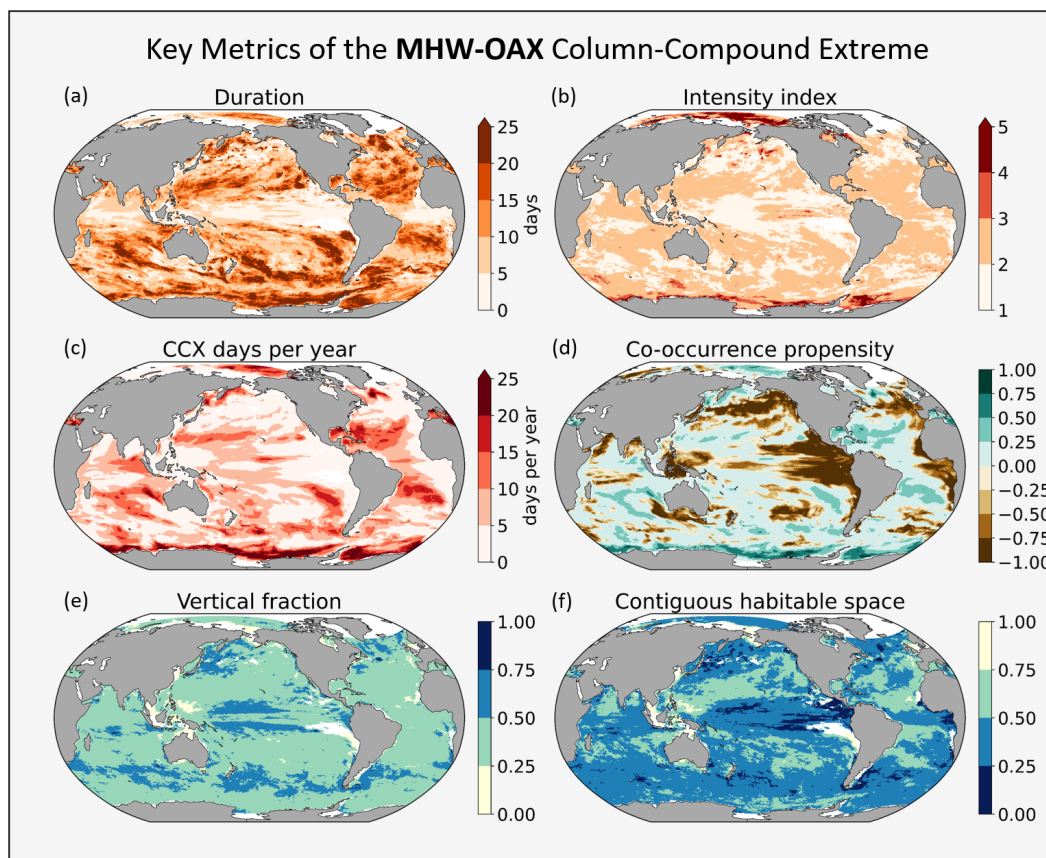 Key Metrics of the MHW-OAX Column-Compound Extreme
(a)
Duration
25
20
15
10
5
0
days
(b)
Intensity index
5
4
3
2
1
(c)
CCX days per year
25
20
15
10
5
0
days per year
(d)
Co-occurrence propensity
1.00
0.75
0.50
0.25
0.00
−0.25
−0.50
−0.75
−1.00
(e)
Vertical fraction
1.00
0.75
0.50
0.25
0.00
(f)
Contiguous habitable space
1.00
0.75
0.50
0.25
0.00